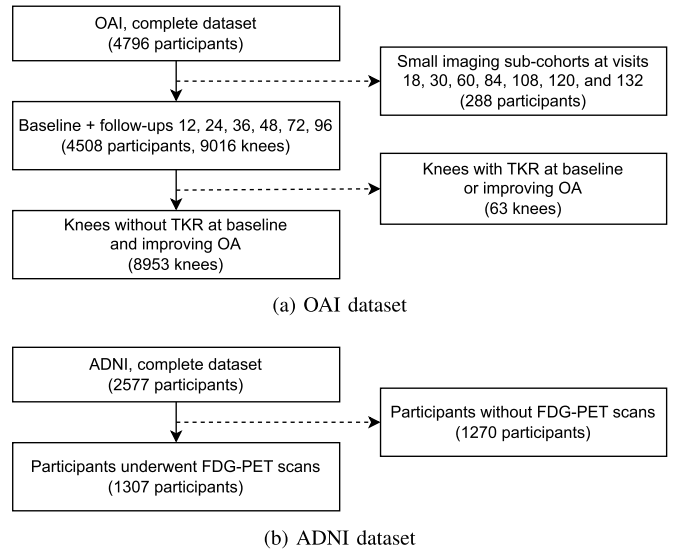 OAI, complete dataset
(4796 participants)
Small imaging sub-cohorts at visits
18, 30, 60, 84, 108, 120, and 132
(288 participants)
Baseline + follow-ups 12, 24, 36, 48, 72, 96
(4508 participants, 9016 knees)
Knees with TKR at baseline
or improving OA
(63 knees)
Knees without TKR at baseline
and improving OA
(8953 knees)
(a) OAI dataset
ADNI, complete dataset
(2577 participants)
Participants without FDG-PET scans
(1270 participants)
Participants underwent FDG-PET scans
(1307 participants)
(b) ADNI dataset